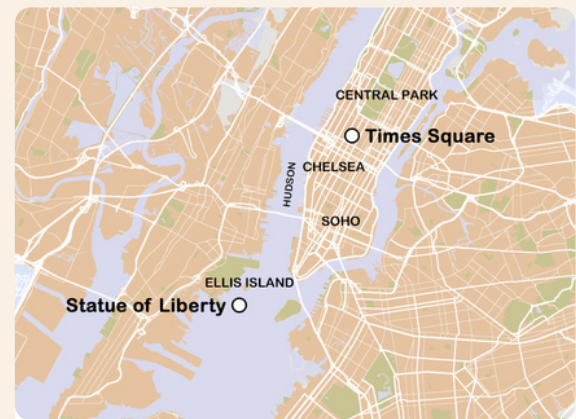 CENTRAL PARK
Times Square
CHELSEA
HUDSON
SOHO
ELLIS ISLAND
Statue of Liberty